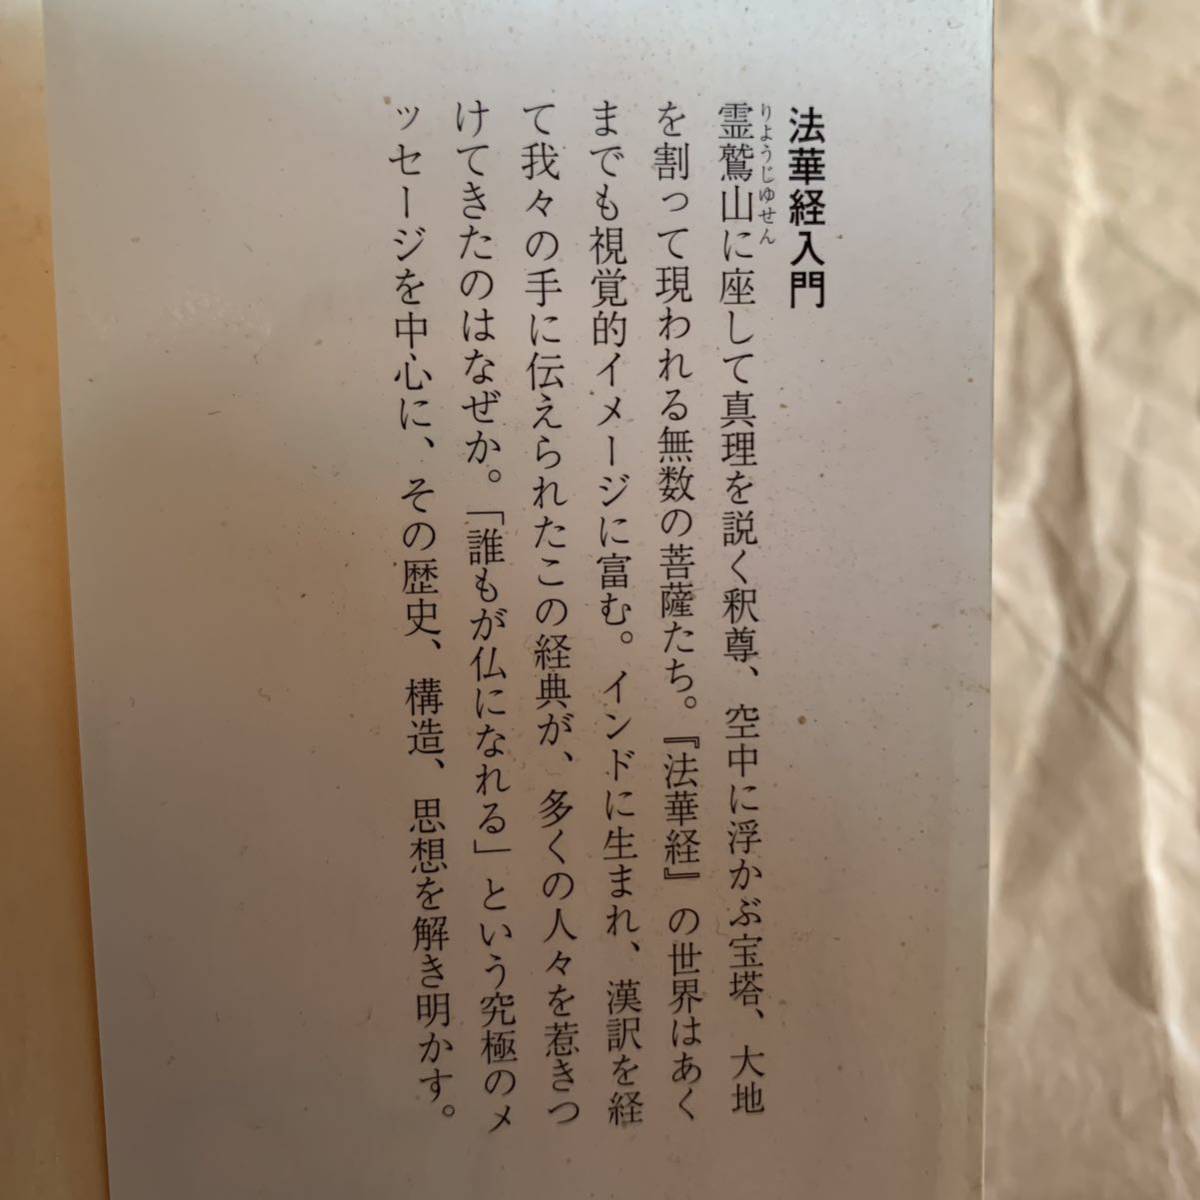 法華経入門
りようじゆせん
霊鷲山に座して真理を説く釈尊、空中に浮かぶ宝塔、大地
を割って現われる無数の菩薩たち。『法華経』の世界はあく
までも視覚的イメージに富む。インドに生まれ、漢訳を経
て我々の手に伝えられたこの経典が、多くの人々を惹きつ
けてきたのはなぜか。「誰もが仏になれる」という究極のメ
ッセージを中心に、その歴史、構造、思想を解き明かす。